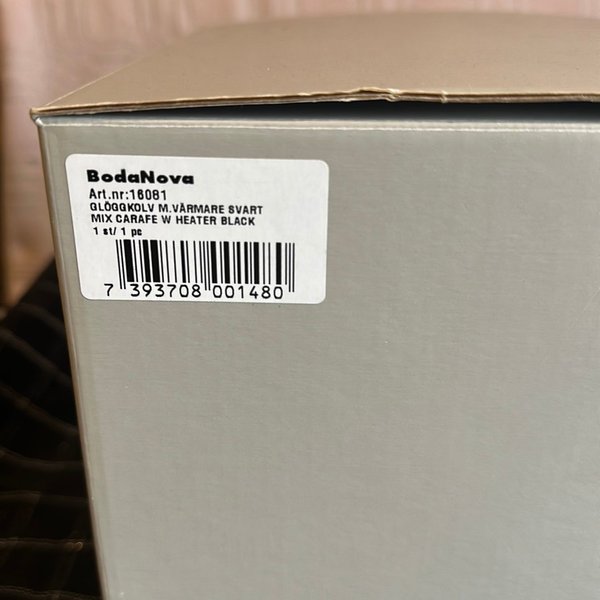 BodaNova
Art.nr:16081
GLÖGGKOLV M.VÄRMARE SVART
MIX CARAFE W HEATER BLACK
1 st/ 1 pc
7 393708 001480